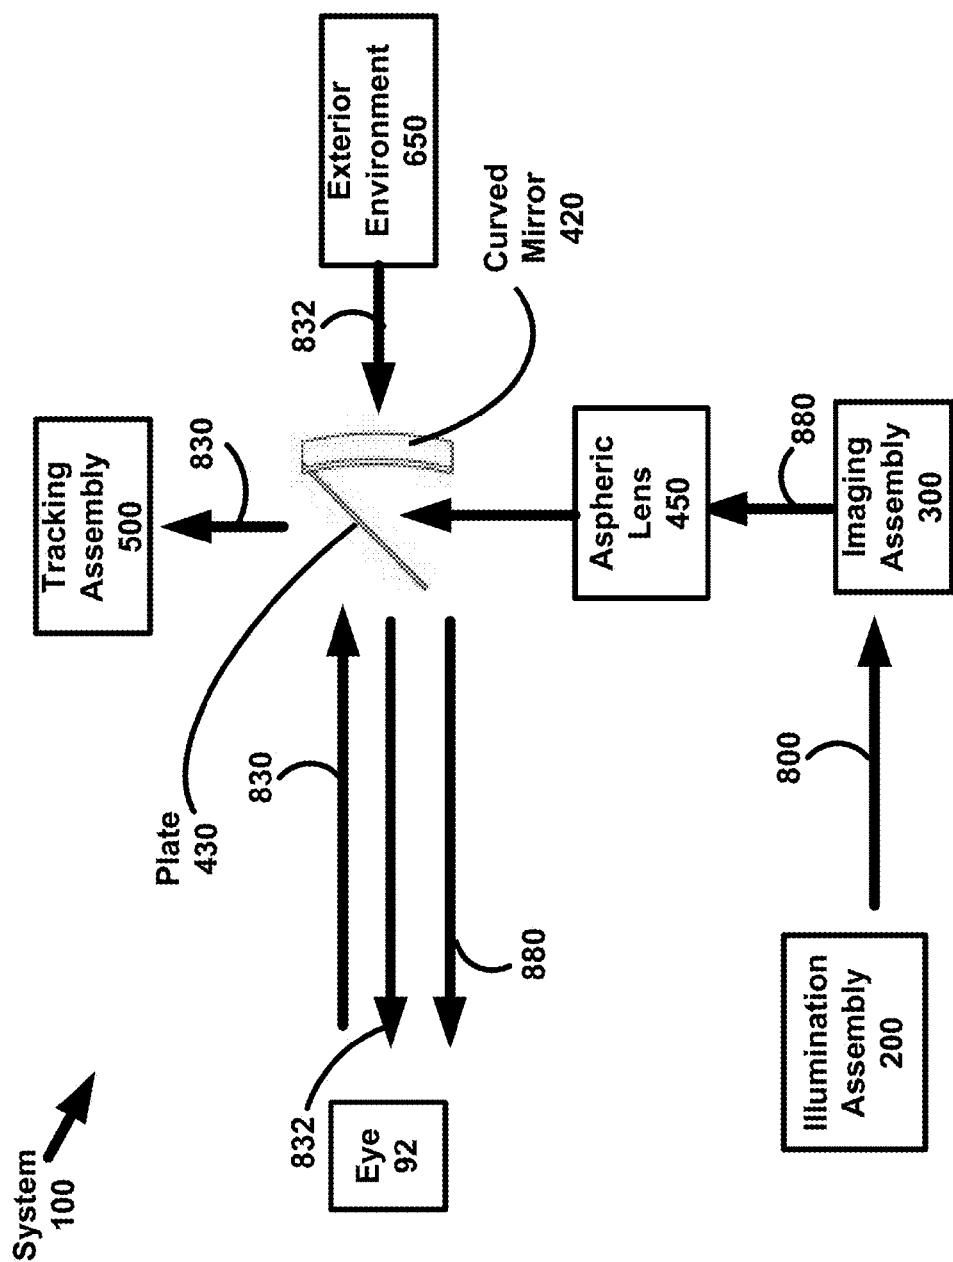 System
100
Eye
92
832
830
880
Plate
430
Tracking
Assembly
500
830
832
Exterior
Environment
650
Curved
Mirror
420
Aspheric
Lens
450
880
Imaging
Assembly
300
800
Illumination
Assembly
200